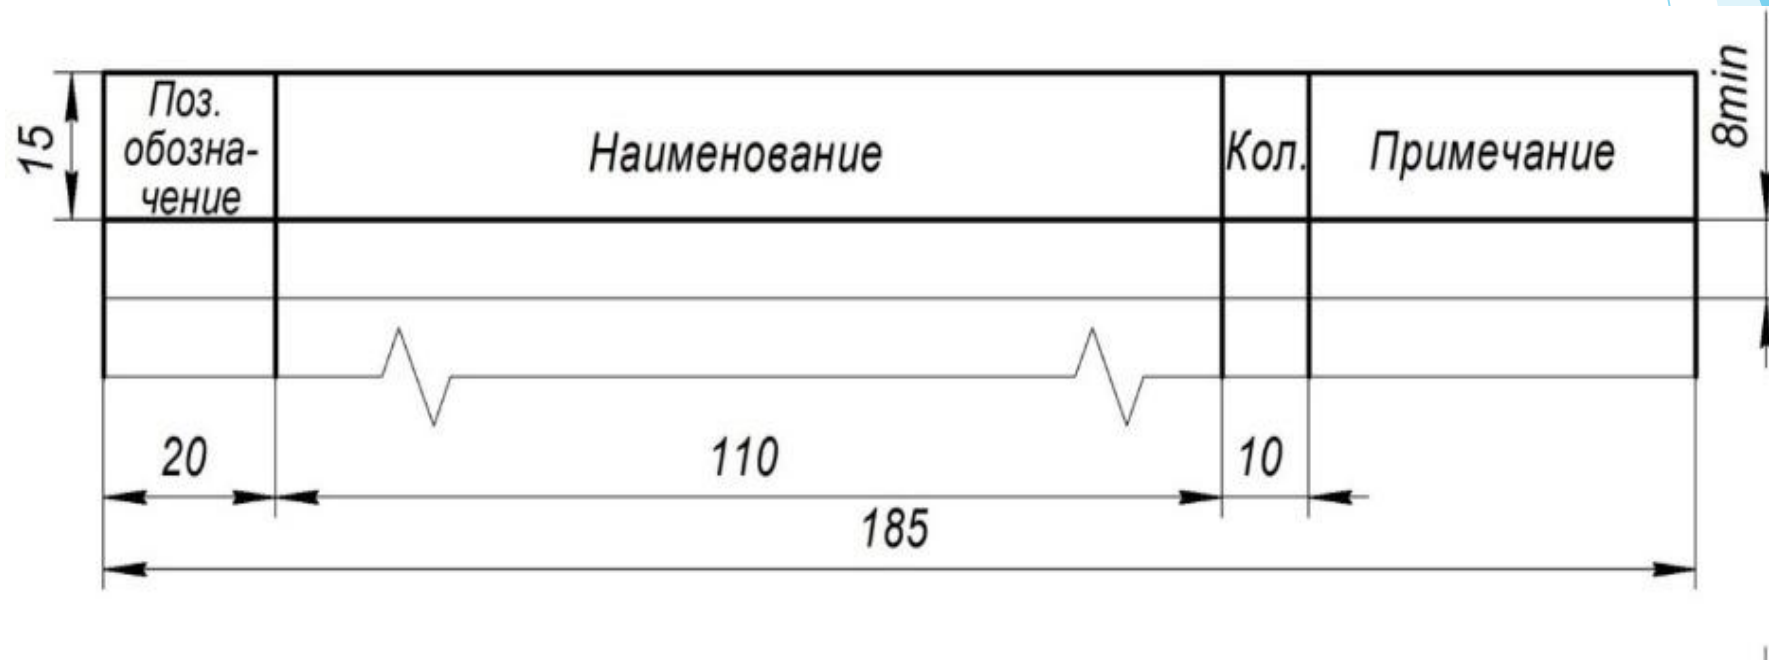 Поз.
обозна-
чение
Наименование
Кол.
Примечание
15
8min
20
110
10
185